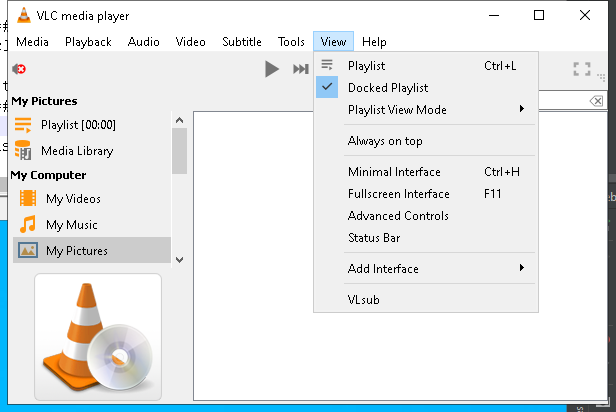 VLC media player
Media Playback Audio Video Subtitle Tools View Help
My Pictures
Playlist [00:00]
Media Library
My Computer
My Videos
My Music
My Pictures
Playlist Ctrl+L
Docked Playlist
Playlist View Mode
Always on top
Minimal Interface Ctrl+H
Fullscreen Interface F11
Advanced Controls
Status Bar
Add Interface
VLsub